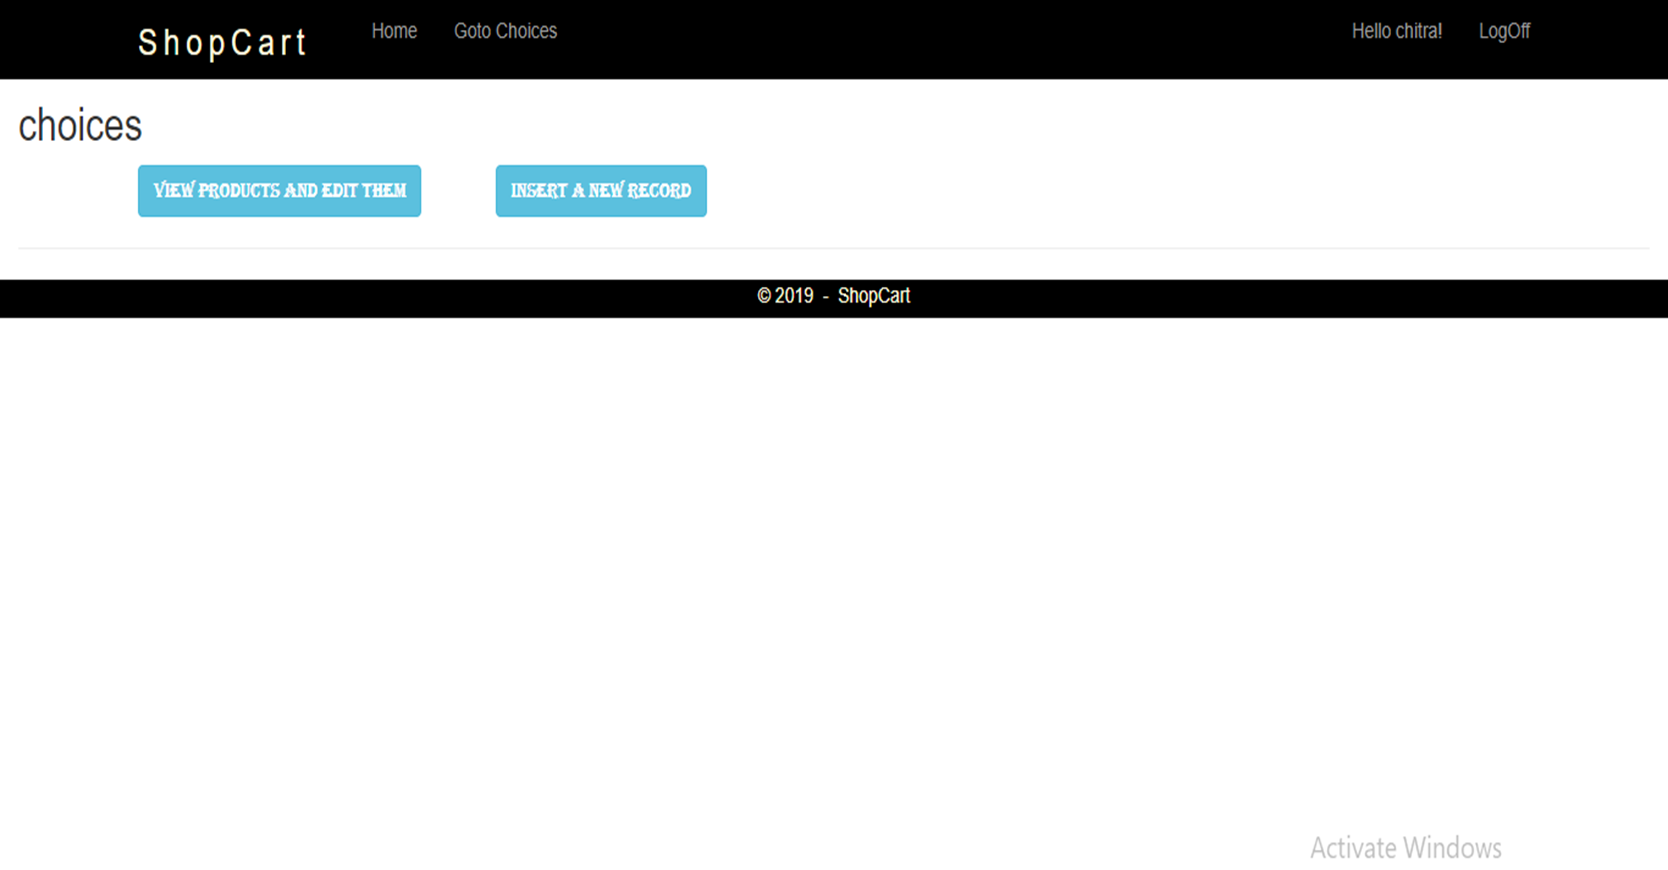 ShopCart Home Goto Choices Hello chitra! LogOff
choices
VIEW PRODUCTS AND EDIT THEM INSERT A NEW RECORD
© 2019 - ShopCart
Activate Windows